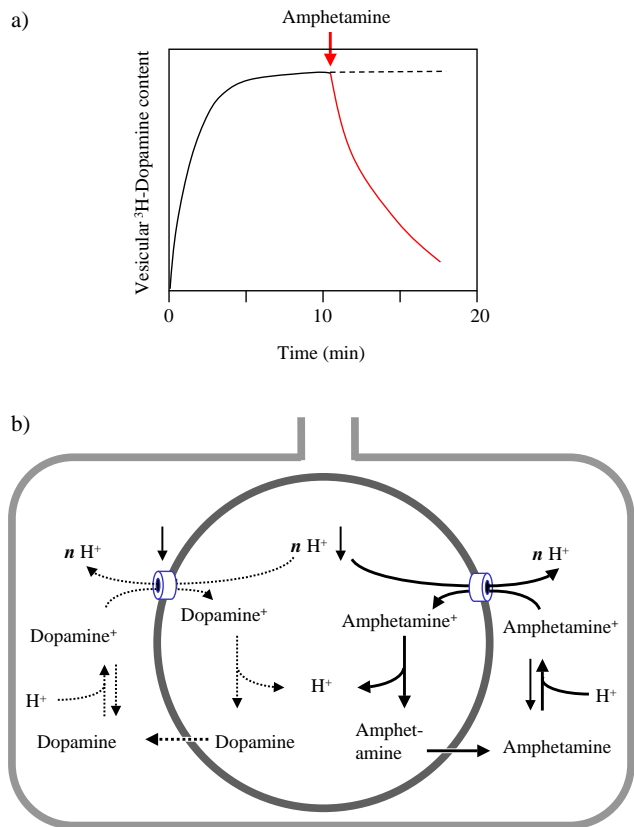 a)
Amphetamine
Vesicular ³H-Dopamine content
0
10
20
Time (min)
b)
n H⁺
n H⁺
n H⁺
Dopamine⁺
Amphetamine⁺
Dopamine⁺
Amphetamine⁺
H⁺
H⁺
H⁺
Dopamine
Dopamine
Amphet-
amine
Amphetamine